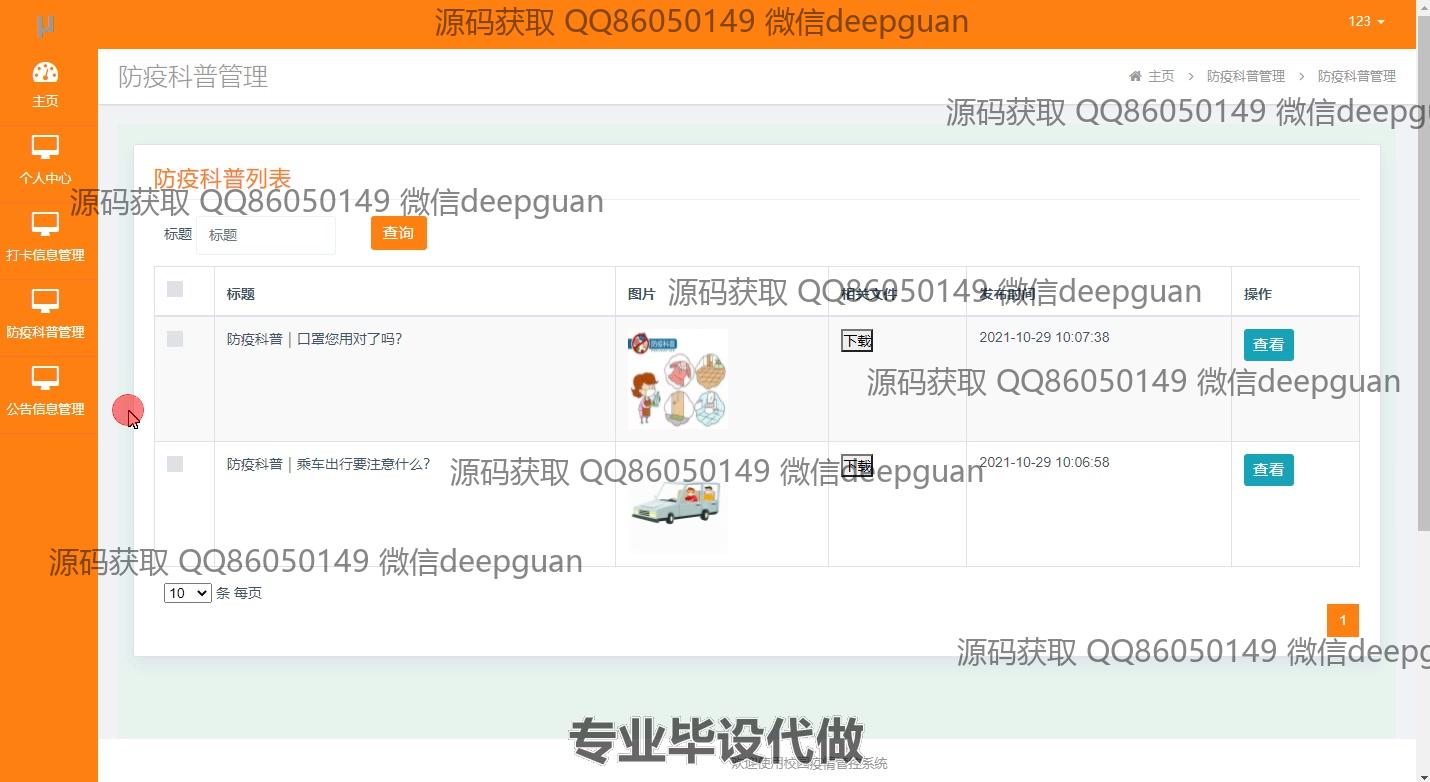 μ
源码获取 QQ86050149 微信deepguan
123
主页
防疫科普管理
主页 > 防疫科普管理 > 防疫科普管理
源码获取 QQ86050149 微信deepg
个人中心
防疫科普列表
源码获取 QQ86050149 微信deepguan
打卡信息管理
标题 标题 查询
标题 图片 相关文件 发布时间 操作
源码获取 QQ86050149 微信deepguan
防疫科普管理
防疫科普 | 口罩您用对了吗? 下载 2021-10-29 10:07:38 查看
防疫科普
源码获取 QQ86050149 微信deepguan
公告信息管理
防疫科普 | 乘车出行要注意什么? 下载 2021-10-29 10:06:58 查看
源码获取 QQ86050149 微信deepguan
源码获取 QQ86050149 微信deepguan
10 条 每页
1
源码获取 QQ86050149 微信deepg
专业毕设代做
欢迎使用校园疫情管控系统